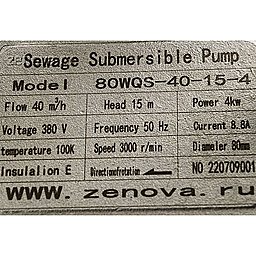 Sewage Submersible Pump
Model 80WQS-40-15-4
Flow 40 m³/h Head 15 m Power 4kw
Voltage 380 V Frequency 50 Hz Current 8.8A
temperature 100K Speed 3000 r/min Diameter 80mm
Insulation E Directionofrotation NO 220709001
www.zenova.ru